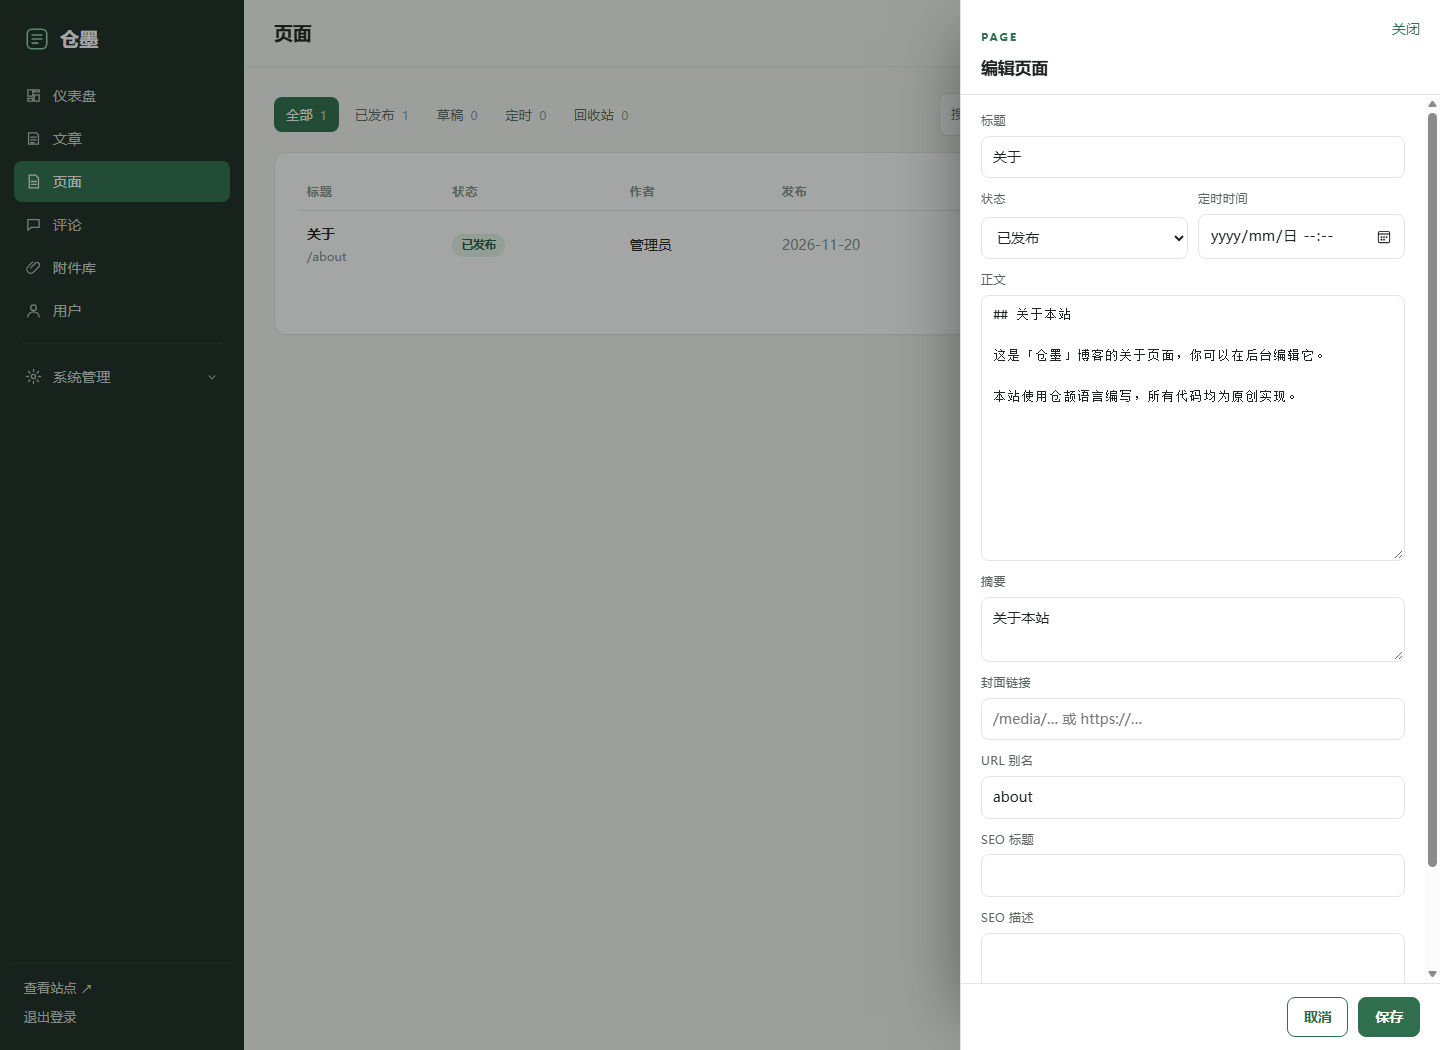 仓墨
仪表盘
文章
页面
评论
附件库
用户
系统管理
查看站点 ↗
退出登录
页面
全部 1
已发布 1
草稿 0
定时 0
回收站 0
搜
标题 状态 作者 发布
关于 已发布 管理员 2026-11-20
/about
PAGE
编辑页面
关闭
标题
关于
状态 定时时间
已发布 yyyy/mm/日 --:--
正文
## 关于本站
这是「仓墨」博客的关于页面，你可以在后台编辑它。
本站使用仓颉语言编写，所有代码均为原创实现。
摘要
关于本站
封面链接
/media/... 或 https://...
URL 别名
about
SEO 标题
SEO 描述
取消
保存